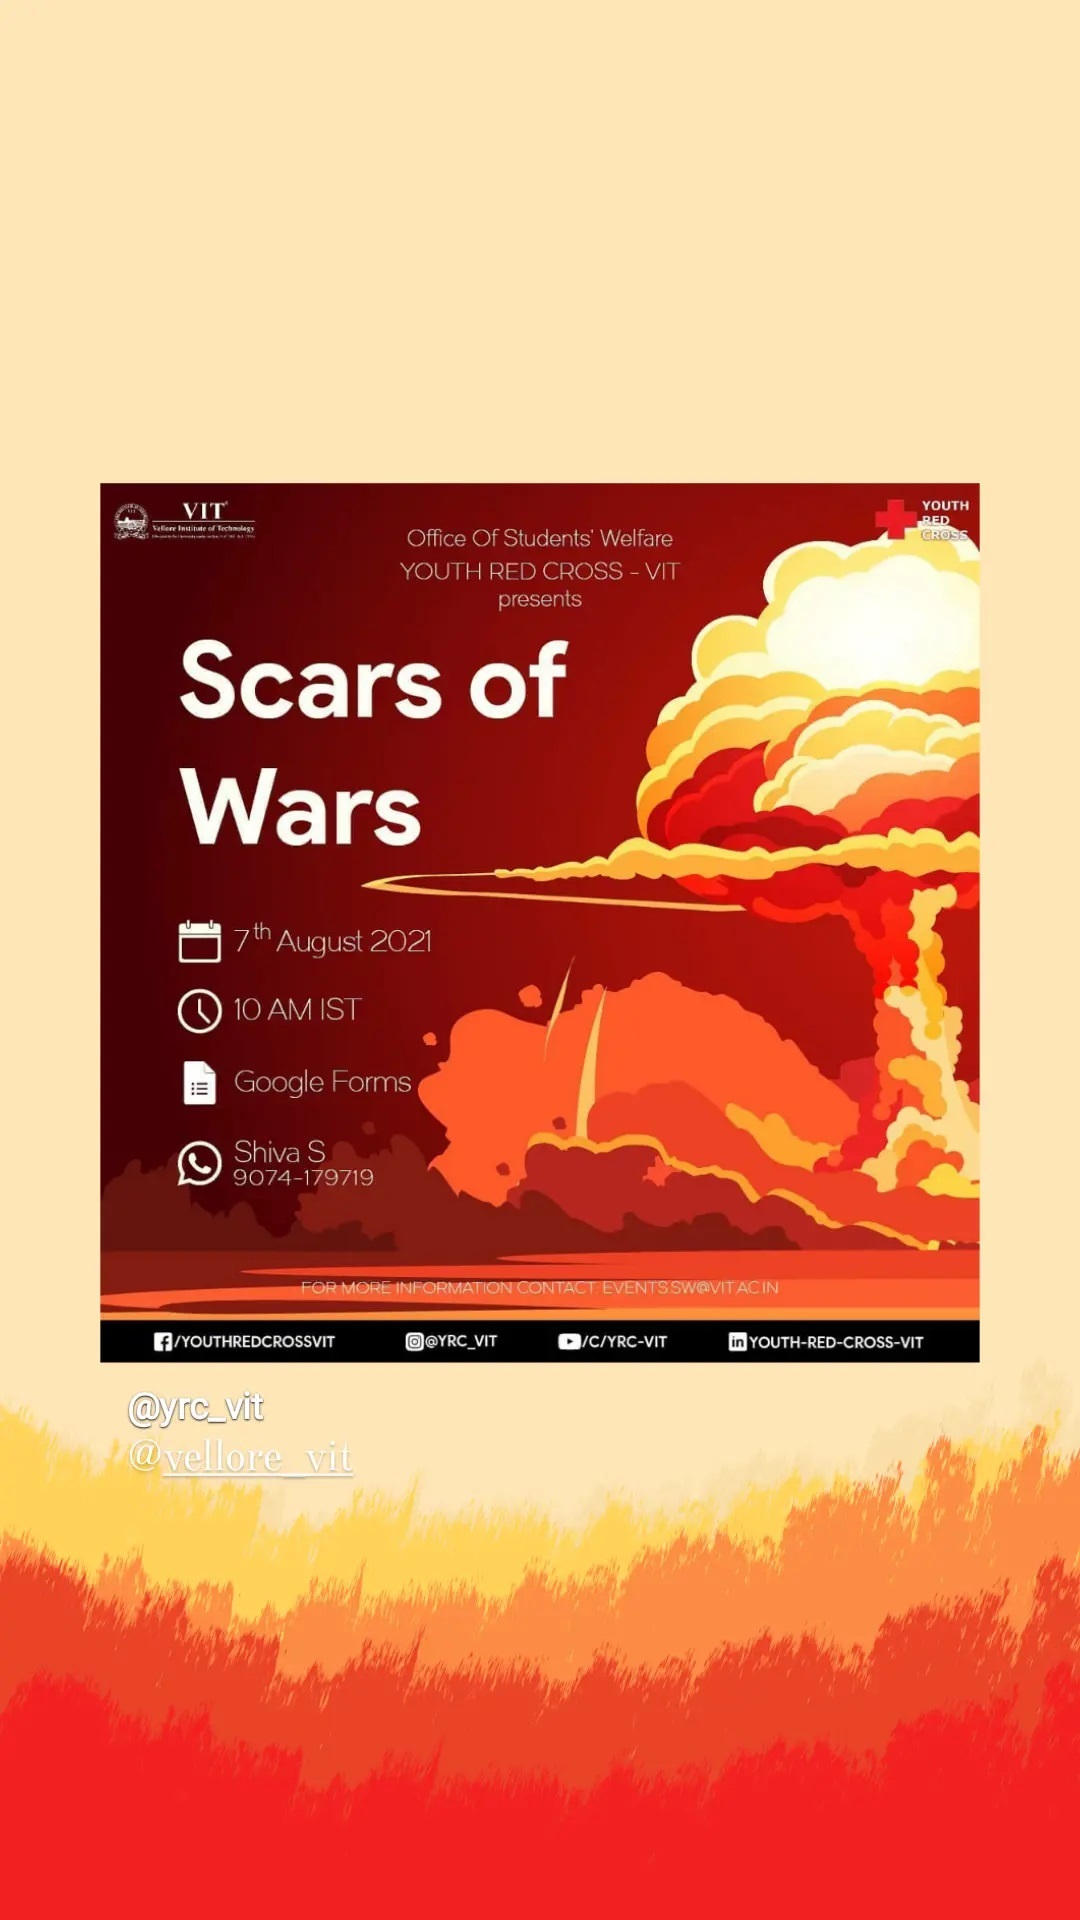 VIT
Vellore Institute of Technology
YOUTH
RED
CROSS
Office Of Students' Welfare
YOUTH RED CROSS - VIT
presents
Scars of
Wars
7th August 2021
10 AM IST
Google Forms
Shiva S
9074-179719
FOR MORE INFORMATION CONTACT: EVENTS.SW@VIT.AC.IN
/YOUTHREDCROSSVIT
@YRC_VIT
/C/YRC-VIT
YOUTH-RED-CROSS-VIT
@yrc_vit
@vellore_vit